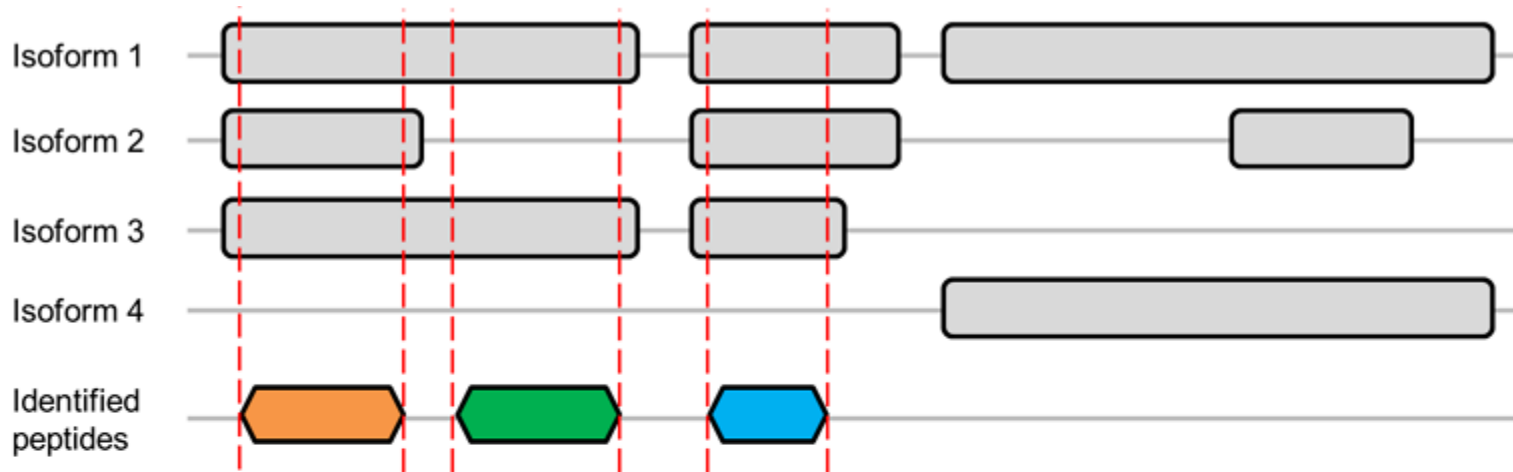 Isoform 1
Isoform 2
Isoform 3
Isoform 4
Identified
peptides